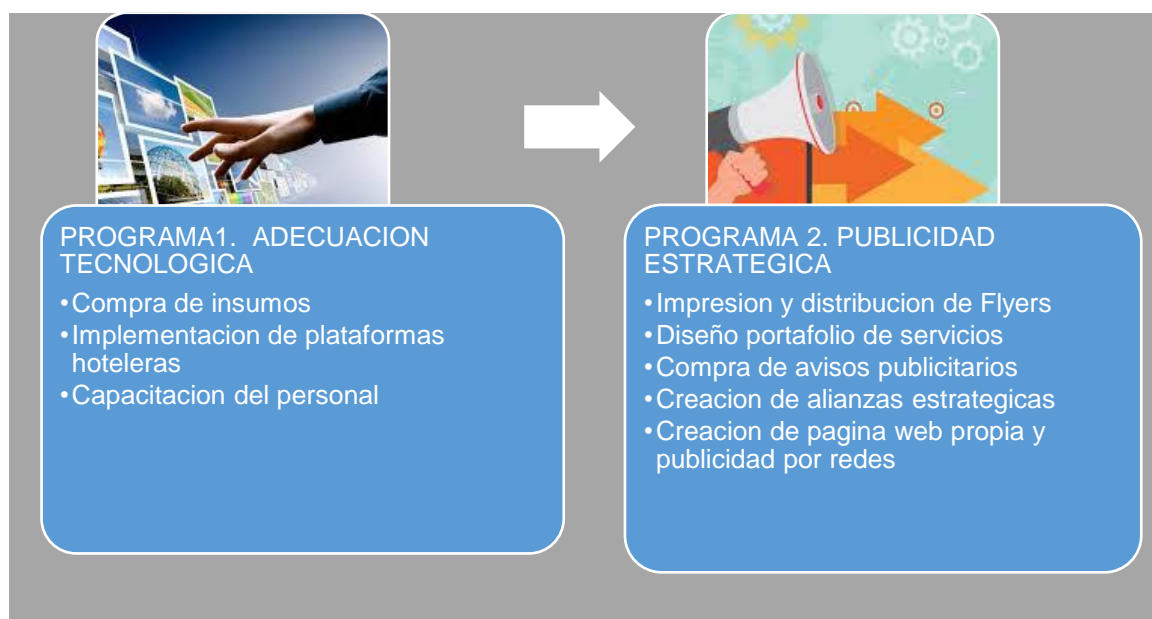 PROGRAMA1. ADECUACION
TECNOLOGICA
•Compra de insumos
•Implementacion de plataformas
hoteleras
•Capacitacion del personal
PROGRAMA 2. PUBLICIDAD
ESTRATEGICA
•Impresion y distribucion de Flyers
•Diseño portafolio de servicios
•Compra de avisos publicitarios
•Creacion de alianzas estrategicas
•Creacion de pagina web propia y
publicidad por redes